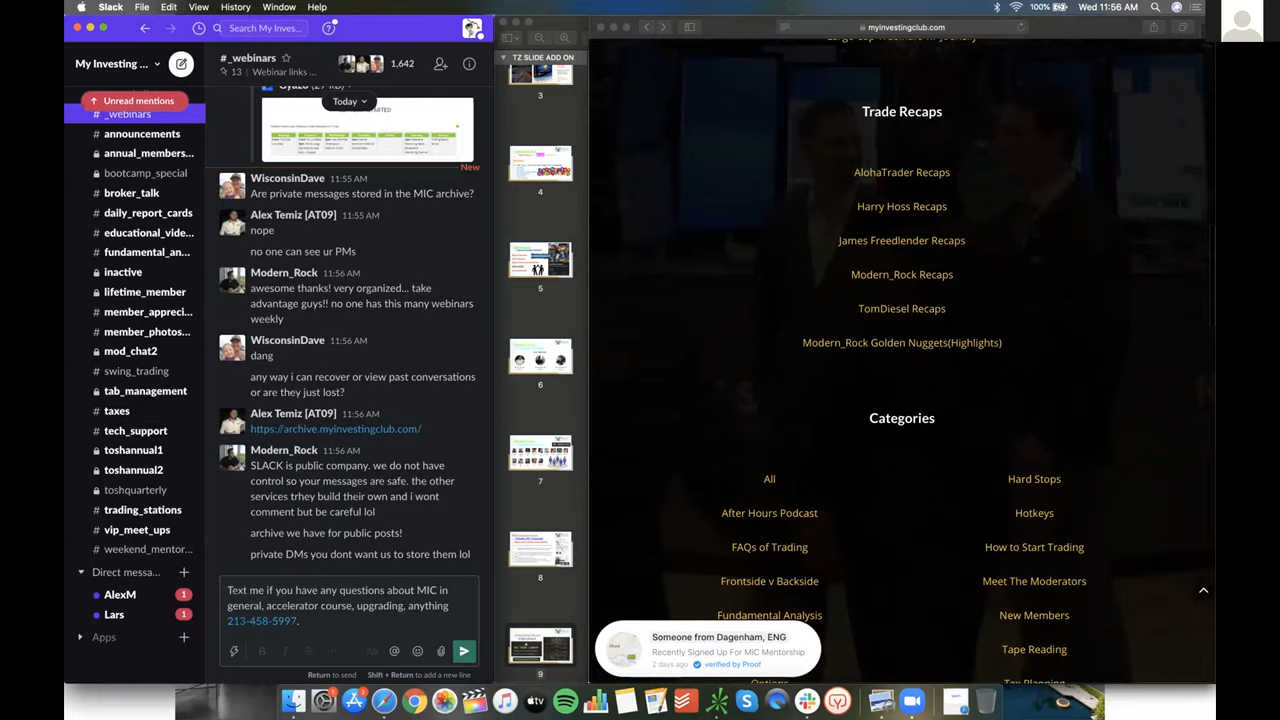 Slack File Edit View History Window Help
Wed 11:56 AM
Search My Inves...
My Investing ...
Unread mentions
#_webinars
13 Webinar links ...
1,642
TZ SLIDE ADD ON
myinvestingclub.com
_webinars
announcements
annual_members...
bootcamp_special
broker_talk
daily_report_cards
educational_vide...
fundamental_an...
inactive
lifetime_member
member_appreci...
member_photos...
mod_chat2
swing_trading
tab_management
taxes
tech_support
toshannual1
toshannual2
toshquarterly
trading_stations
vip_meet_ups
weekend_mentor...
Direct messa...
AlexM 1
Lars 1
Apps
Today
New
WisconsinDave 11:55 AM
Are private messages stored in the MIC archive?
Alex Temiz [AT09] 11:55 AM
nope
no one can see ur PMs
Modern_Rock 11:56 AM
awesome thanks! very organized... take
advantage guys!! no one has this many webinars
weekly
WisconsinDave 11:56 AM
dang
any way i can recover or view past conversations
or are they just lost?
Alex Temiz [AT09] 11:56 AM
https://archive.myinvestingclub.com/
Modern_Rock 11:56 AM
SLACK is public company. we do not have
control so your messages are safe. the other
services trhey build their own and i wont
comment but be careful lol
archive we have for public posts!
private DMs you dont want us to store them lol
Text me if you have any questions about MIC in
general, accelerator course, upgrading, anything
213-458-5997.
Return to send Shift + Return to add a new line
3
4
5
6
7
8
9
Trade Recaps
AlohaTrader Recaps
Harry Hoss Recaps
James Freedlender Recaps
Modern_Rock Recaps
TomDiesel Recaps
Modern_Rock Golden Nuggets(Highlights)
Categories
All
Hard Stops
After Hours Podcast
Hotkeys
FAQs of Trading
How to Start Trading
Frontside v Backside
Meet The Moderators
Fundamental Analysis
New Members
Tape Reading
Options
Tax Planning
Someone from Dagenham, ENG
Recently Signed Up For MIC Mentorship
2 days ago verified by Proof